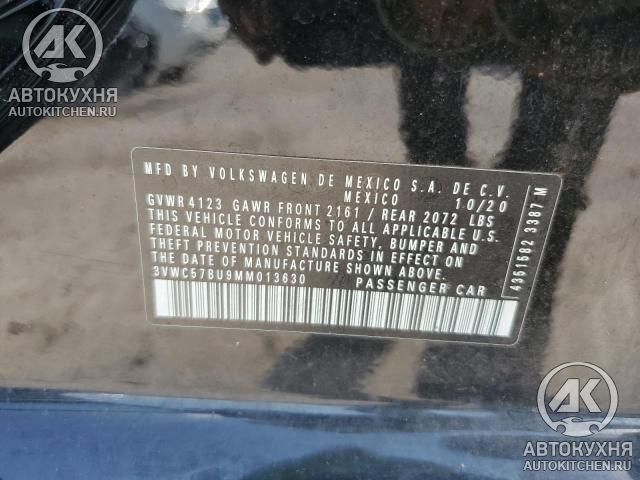 AK
АВТОКУХНЯ
AUTOKITCHEN.RU
MFD BY VOLKSWAGEN DE MEXICO S.A. DE C.V.
MEXICO 10/20
GVWR 4123 GAWR FRONT 2161 / REAR 2072 LBS
THIS VEHICLE CONFORMS TO ALL APPLICABLE U.S.
FEDERAL MOTOR VEHICLE SAFETY, BUMPER AND
THEFT PREVENTION STANDARDS IN EFFECT ON
THE DATE OF MANUFACTURE SHOWN ABOVE.
3VWC57BU9MM013630 PASSENGER CAR
4351582 3387 M
AK
АВТОКУХНЯ
AUTOKITCHEN.RU